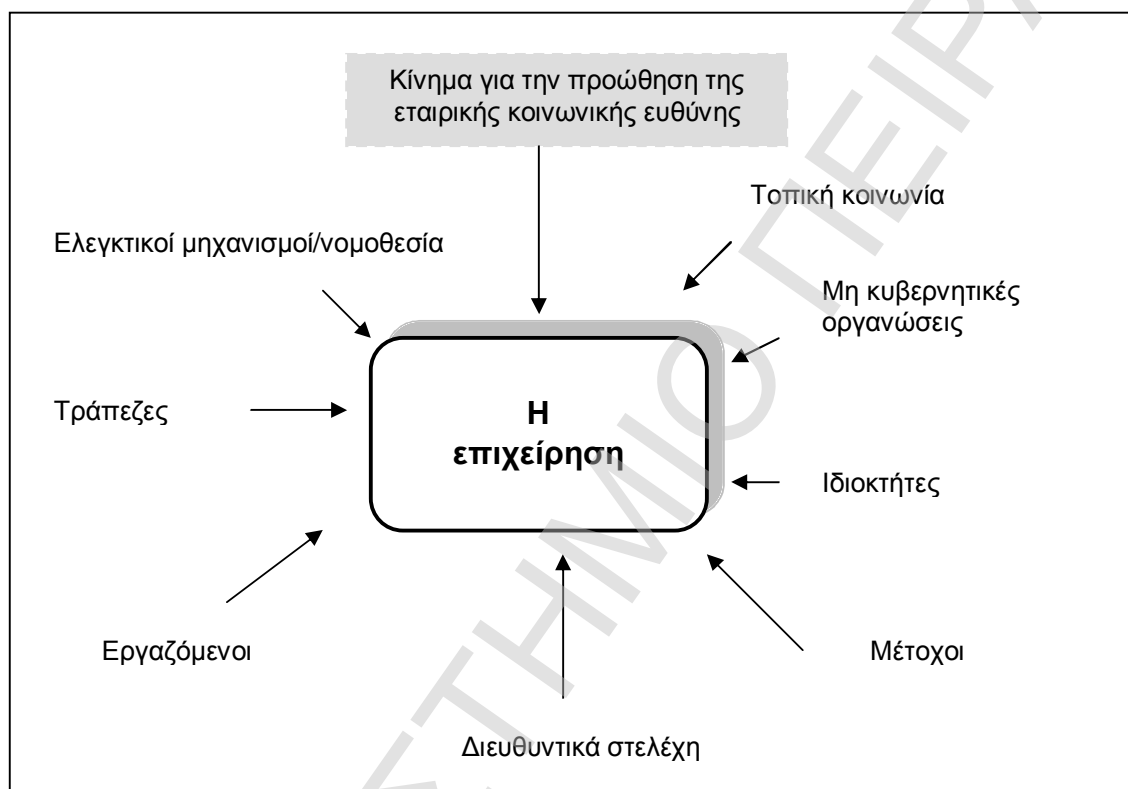 Κίνημα για την προώθηση της
εταιρικής κοινωνικής ευθύνης
Τοπική κοινωνία
Ελεγκτικοί μηχανισμοί/νομοθεσία
Μη κυβερνητικές
οργανώσεις
Τράπεζες
Η
επιχείρηση
Ιδιοκτήτες
Εργαζόμενοι
Μέτοχοι
Διευθυντικά στελέχη